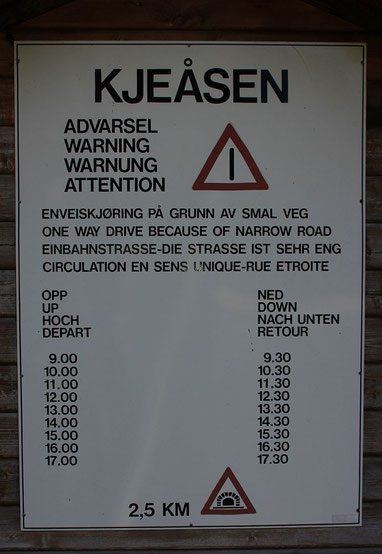 KJEÅSEN
ADVARSEL
WARNING
WARNUNG
ATTENTION
ENVEISKJØRING PÅ GRUNN AV SMAL VEG
ONE WAY DRIVE BECAUSE OF NARROW ROAD
EINBAHNSTRASSE-DIE STRASSE IST SEHR ENG
CIRCULATION EN SENS UNIQUE-RUE ETROITE
OPP
UP
HOCH
DEPART
9.00
10.00
11.00
12.00
13.00
14.00
15.00
16.00
17.00
NED
DOWN
NACH UNTEN
RETOUR
9.30
10.30
11.30
12.30
13.30
14.30
15.30
16.30
17.30
2,5 KM